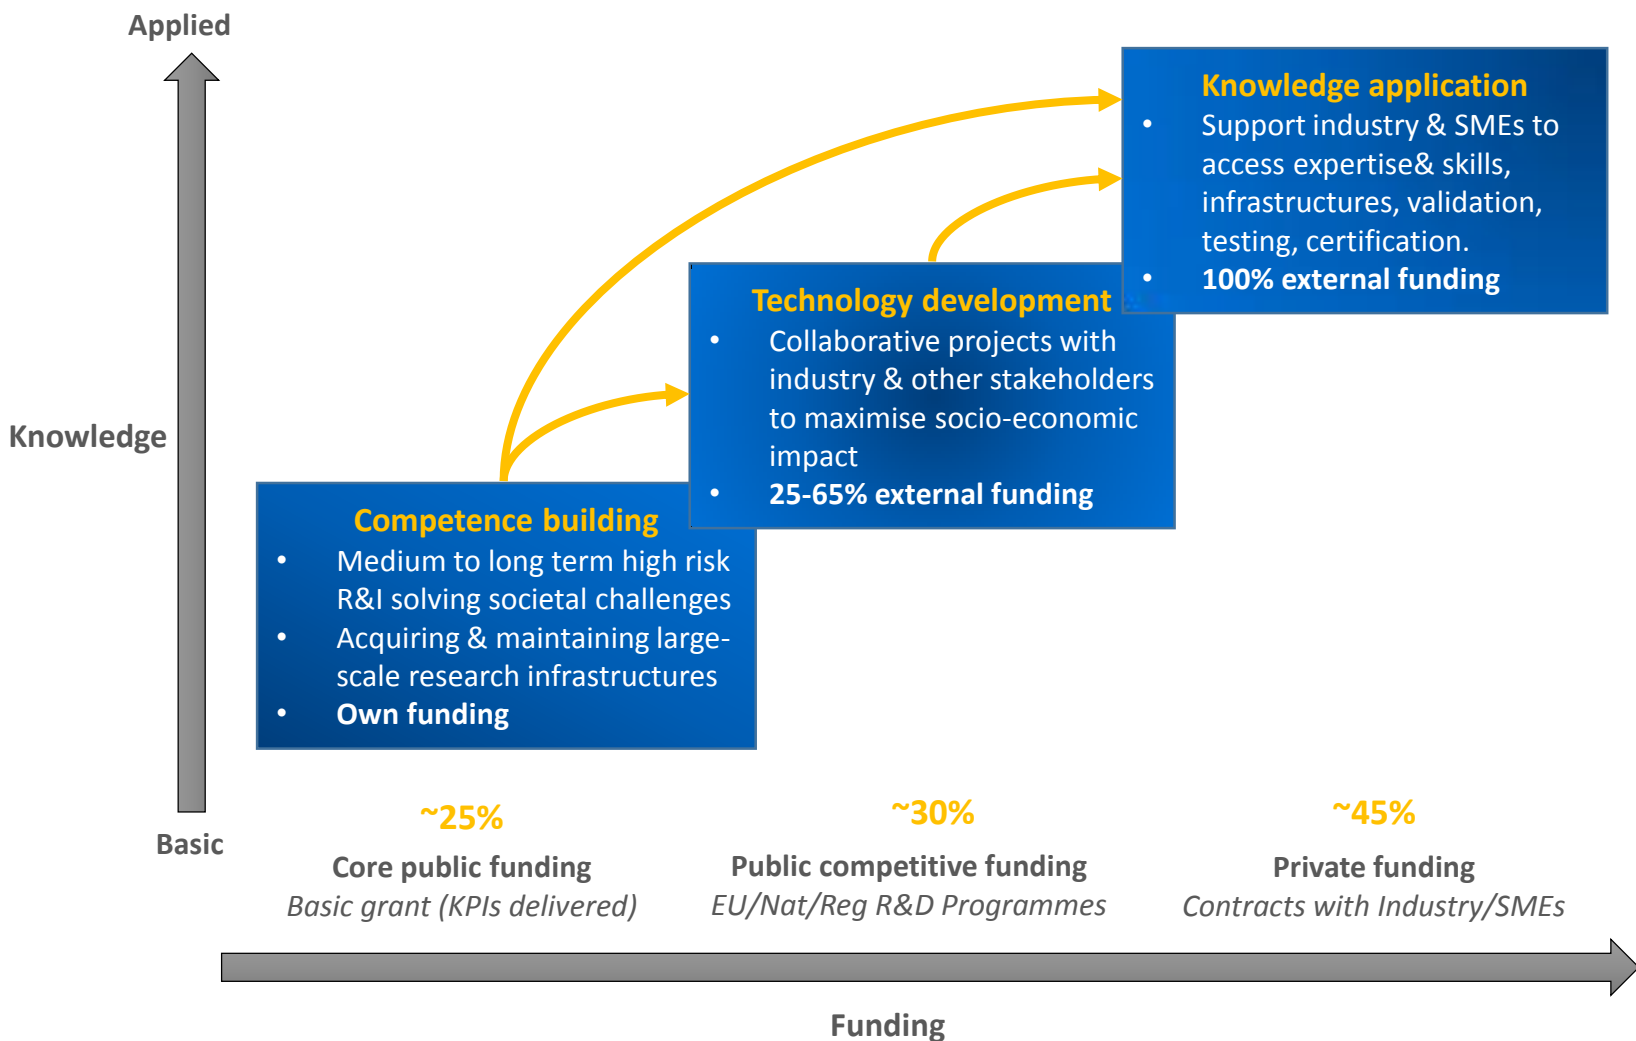 Applied
Knowledge application
• Support industry & SMEs to
access expertise& skills,
infrastructures, validation,
testing, certification.
• 100% external funding
Technology development
• Collaborative projects with
industry & other stakeholders
to maximise socio-economic
impact
• 25-65% external funding
Knowledge
Competence building
• Medium to long term high risk
R&I solving societal challenges
• Acquiring & maintaining large-
scale research infrastructures
• Own funding
Basic
~25%
Core public funding
Basic grant (KPIs delivered)
~30%
Public competitive funding
EU/Nat/Reg R&D Programmes
~45%
Private funding
Contracts with Industry/SMEs
Funding